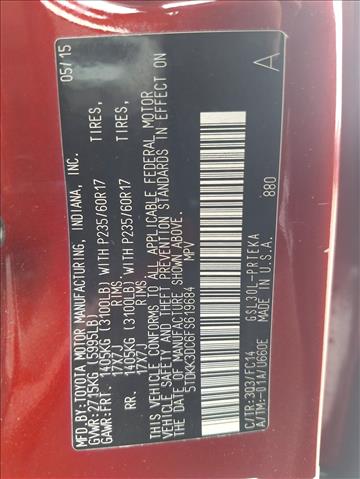 MFD.BY:TOYOTA MOTOR MANUFACTURING, INDIANA, INC. 05/15
GVWR:2715KG(5995LB)
GAWR:FRT. 1405KG(3100LB) WITH P235/60R17 TIRES,
17X7J RIMS
RR. 1405KG(3100LB) WITH P235/60R17 TIRES,
17X7J RIMS
THIS VEHICLE CONFORMS TO ALL APPLICABLE FEDERAL MOTOR
VEHICLE SAFETY AND THEFT PREVENTION STANDARDS IN EFFECT ON
THE DATE OF MANUFACTURE SHOWN ABOVE.
5TDKK3DC6FS619684 MPV
A
880
C/TR:303/FC14 GSL30L-PRTEKA
A/TM:-01A/U660E MADE IN U.S.A.